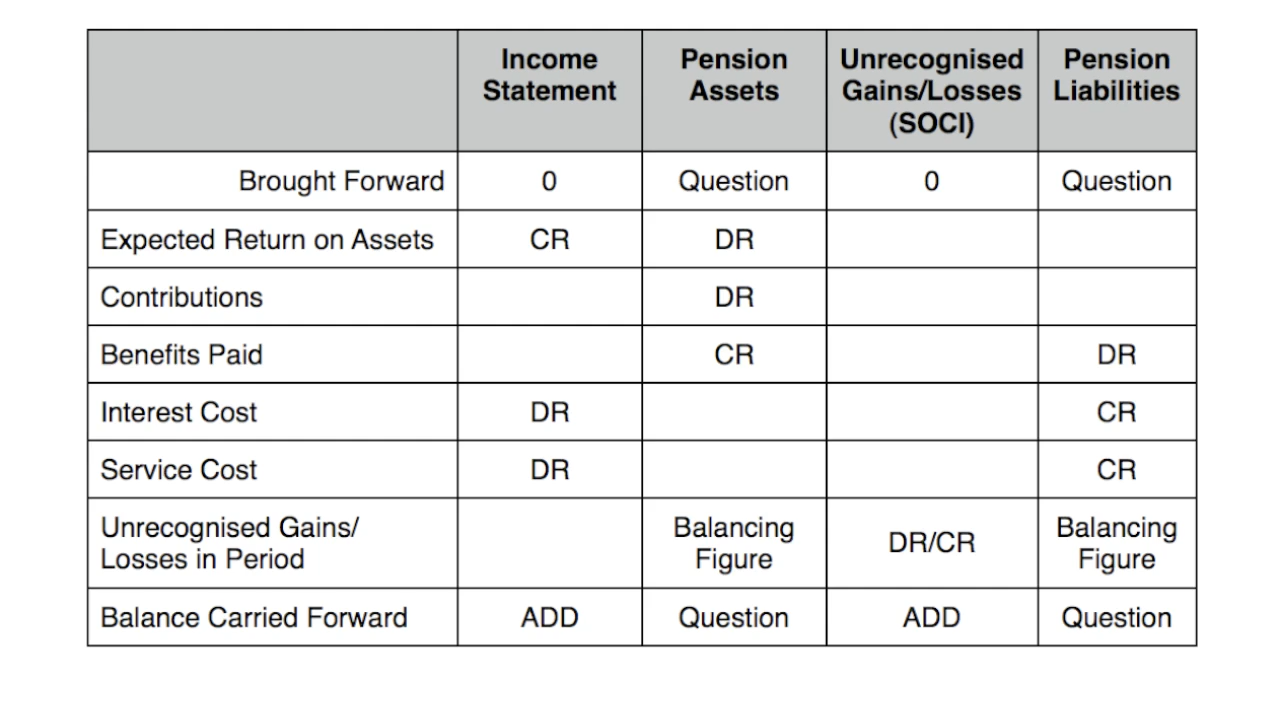 Income Statement Pension Assets Unrecognised Gains/Losses (SOCI) Pension Liabilities
Brought Forward 0 Question 0 Question
Expected Return on Assets CR DR
Contributions DR
Benefits Paid CR DR
Interest Cost DR CR
Service Cost DR CR
Unrecognised Gains/ Losses in Period Balancing Figure DR/CR Balancing Figure
Balance Carried Forward ADD Question ADD Question